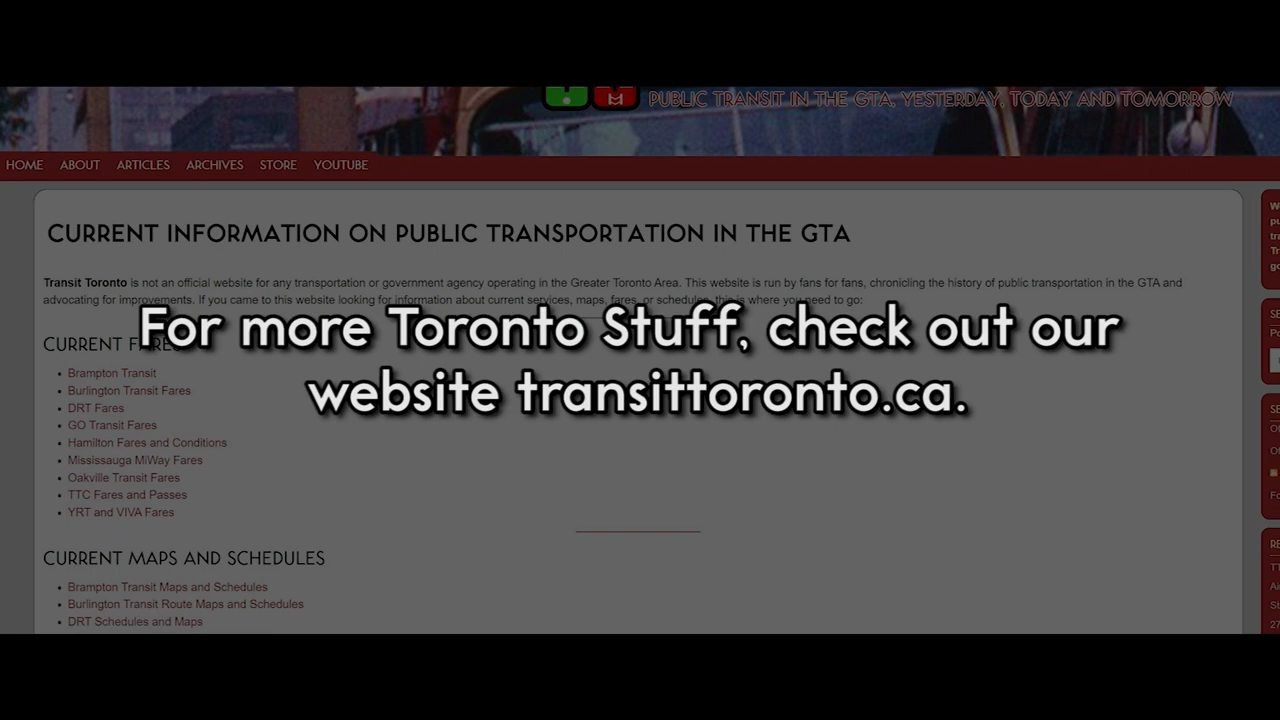 PUBLIC TRANSIT IN THE GTA, YESTERDAY, TODAY AND TOMORROW
HOME ABOUT ARTICLES ARCHIVES STORE YOUTUBE
CURRENT INFORMATION ON PUBLIC TRANSPORTATION IN THE GTA
Transit Toronto is not an official website for any transportation or government agency operating in the Greater Toronto Area. This website is run by fans for fans, chronicling the history of public transportation in the GTA and
advocating for improvements. If you came to this website looking for information about current services, maps, fares, or schedules, this is where you need to go:
For more Toronto Stuff, check out our
website transittoronto.ca.
CURRENT FARES
Brampton Transit
Burlington Transit Fares
DRT Fares
GO Transit Fares
Hamilton Fares and Conditions
Mississauga MiWay Fares
Oakville Transit Fares
TTC Fares and Passes
YRT and VIVA Fares
CURRENT MAPS AND SCHEDULES
Brampton Transit Maps and Schedules
Burlington Transit Route Maps and Schedules
DRT Schedules and Maps